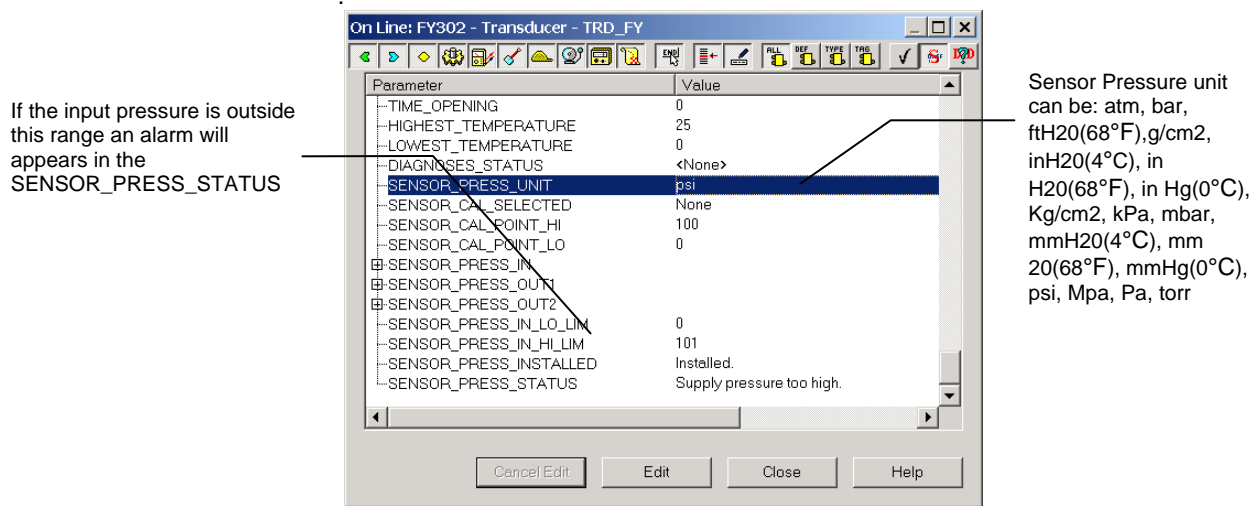 .
On Line: FY302 - Transducer - TRD_FY
ALL DEF TYPE TAG
Parameter Value
TIME_OPENING 0
HIGHEST_TEMPERATURE 25
LOWEST_TEMPERATURE 0
DIAGNOSES_STATUS <None>
SENSOR_PRESS_UNIT psi
SENSOR_CAL_SELECTED None
SENSOR_CAL_POINT_HI 100
SENSOR_CAL_POINT_LO 0
SENSOR_PRESS_IN
SENSOR_PRESS_OUT1
SENSOR_PRESS_OUT2
SENSOR_PRESS_IN_LO_LIM 0
SENSOR_PRESS_IN_HI_LIM 101
SENSOR_PRESS_INSTALLED Installed.
SENSOR_PRESS_STATUS Supply pressure too high.
Cancel Edit Edit Close Help
If the input pressure is outside
this range an alarm will
appears in the
SENSOR_PRESS_STATUS
Sensor Pressure unit
can be: atm, bar,
ftH20(68°F),g/cm2,
inH20(4°C), in
H20(68°F), in Hg(0°C),
Kg/cm2, kPa, mbar,
mmH20(4°C), mm
20(68°F), mmHg(0°C),
psi, Mpa, Pa, torr